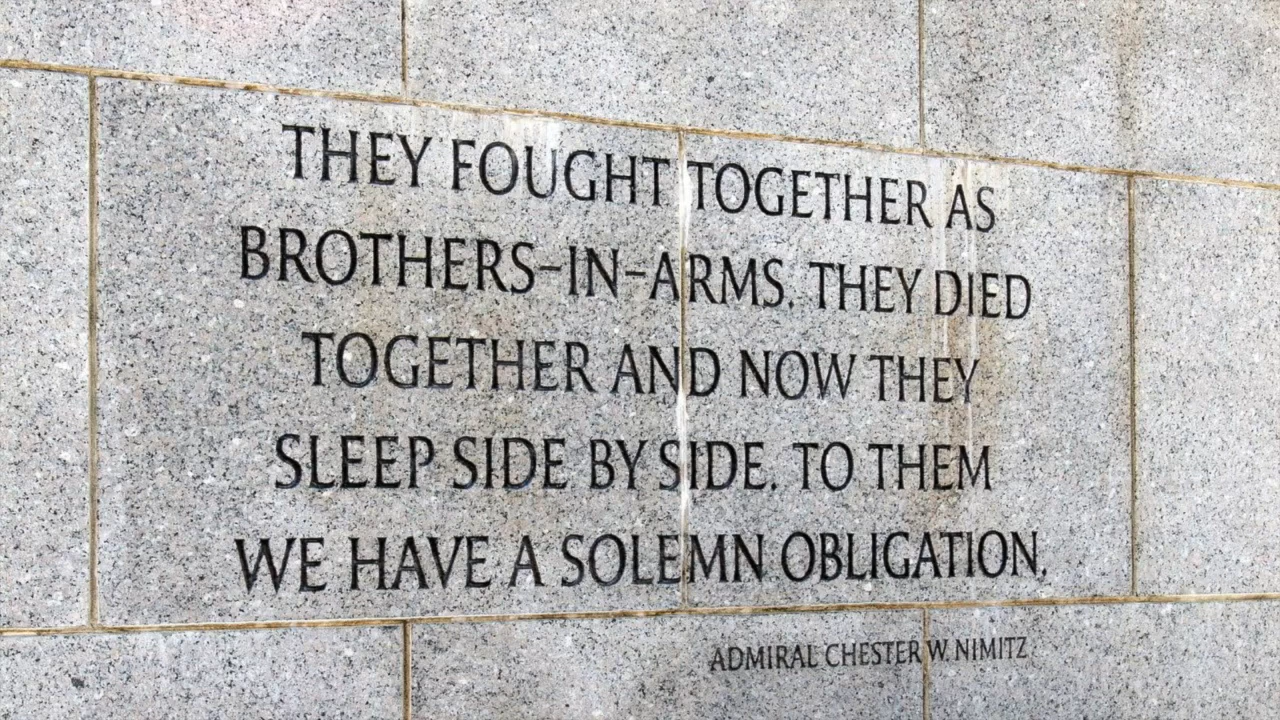 THEY FOUGHT TOGETHER AS
BROTHERS-IN-ARMS. THEY DIED
TOGETHER AND NOW THEY
SLEEP SIDE BY SIDE. TO THEM
WE HAVE A SOLEMN OBLIGATION.
ADMIRAL CHESTER W. NIMITZ